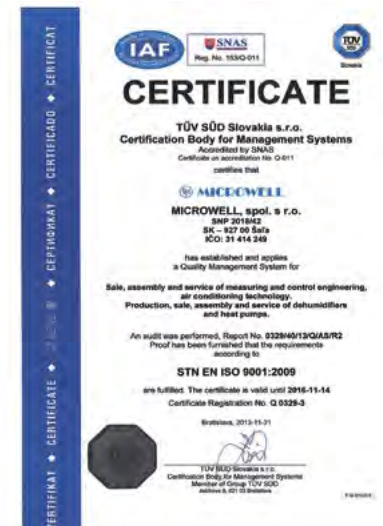 IAF
SNAS
Reg. No. 153/Q-011
TÜV
SÜD
Slovakia
CERTIFICATE
TÜV SÜD Slovakia s.r.o.
Certification Body for Management Systems
Accredited by SNAS
Certificate on accreditation No. Q-011
certifies that
MICROWELL
MICROWELL, spol. s r.o.
SNP 2018/42
SK – 927 00 Šaľa
IČO: 31 414 249
has established and applies
a Quality Management System for
Sale, assembly and service of measuring and control engineering,
air conditioning technology.
Production, sale, assembly and service of dehumidifiers
and heat pumps.
An audit was performed, Report No. 0329/40/13/Q/AS/R2
Proof has been furnished that the requirements
according to
STN EN ISO 9001:2009
are fulfilled. The certificate is valid until 2016-11-14
Certificate Registration No. Q 0329-3
Bratislava, 2013-11-21
TÜV SÜD Slovakia s.r.o.
Certification Body for Management Systems
Member of Group TÜV SÜD
CERTIFIKAT ◆ CERTIFICATE ◆ ◆ СЕРТИФИКАТ ◆ CERTIFICADO ◆ CERTIFICAT